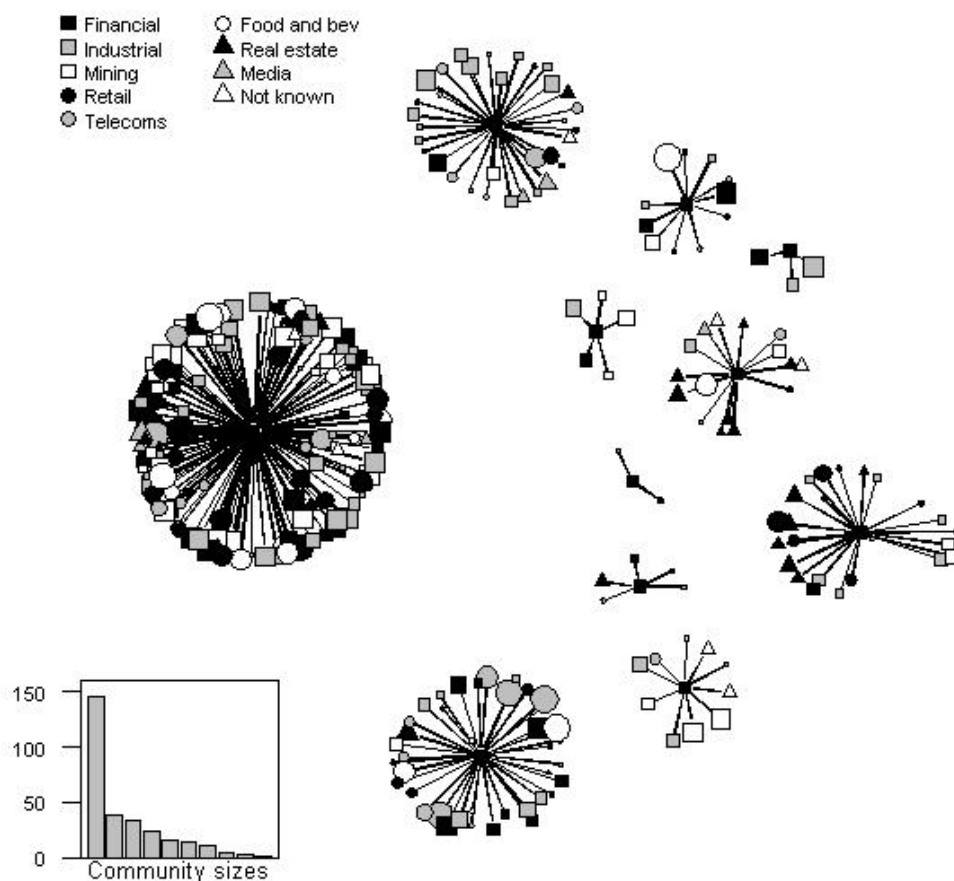 Financial
Industrial
Mining
Retail
Telecoms
Food and bev
Real estate
Media
Not known
150
100
50
0
Community sizes